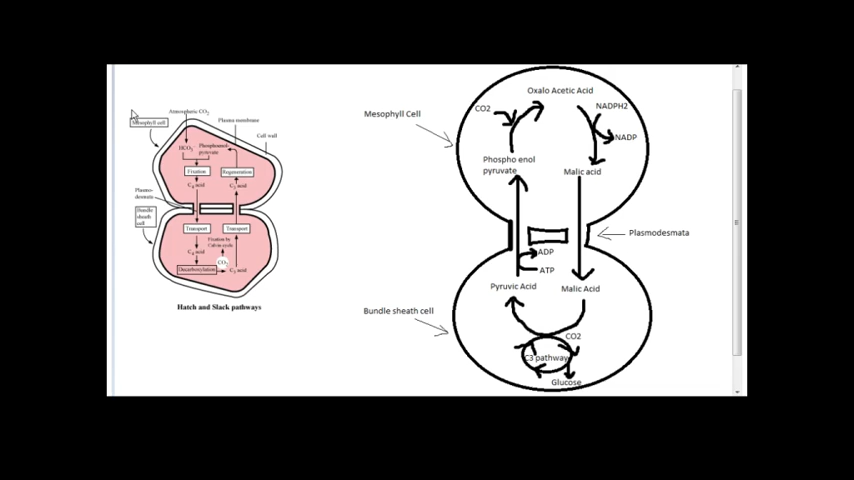 Atmospheric CO2
Mesophyll cell
Plasma membrane
Cell wall
HCO3
Phosphoenol-
pyruvate
Fixation
Regeneration
C4 acid
C3 acid
Plasmo-
desmata
Bundle
sheath
cell
Transport
Transport
Fixation by
Calvin cycle
C4 acid
CO2
Decarboxylation
C3 acid
Hatch and Slack pathways
Mesophyll Cell
Oxalo Acetic Acid
CO2
NADPH2
NADP
Phospho enol
pyruvate
Malic acid
Plasmodesmata
ADP
ATP
Pyruvic Acid
Malic Acid
Bundle sheath cell
CO2
C3 pathway
Glucose